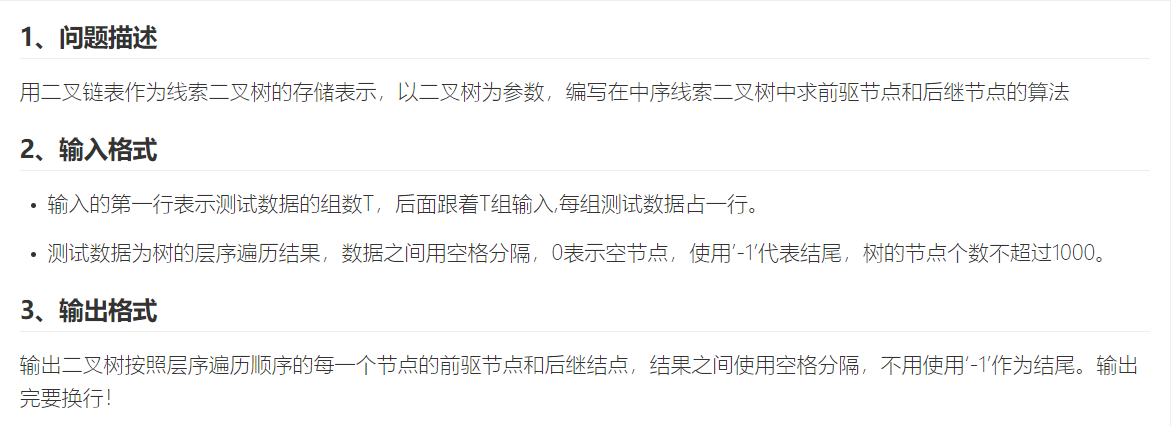 1、问题描述
用二叉链表作为线索二叉树的存储表示，以二叉树为参数，编写在中序线索二叉树中求前驱节点和后继节点的算法
2、输入格式
• 输入的第一行表示测试数据的组数T，后面跟着T组输入,每组测试数据占一行。
• 测试数据为树的层序遍历结果，数据之间用空格分隔，0表示空节点，使用‘-1’代表结尾，树的节点个数不超过1000。
3、输出格式
输出二叉树按照层序遍历顺序的每一个节点的前驱节点和后继结点，结果之间使用空格分隔，不用使用‘-1’作为结尾。输出
完要换行！